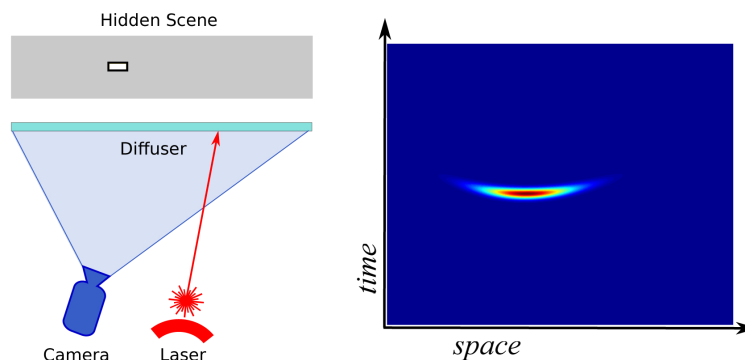 Hidden Scene
Diffuser
Camera
Laser
time
space